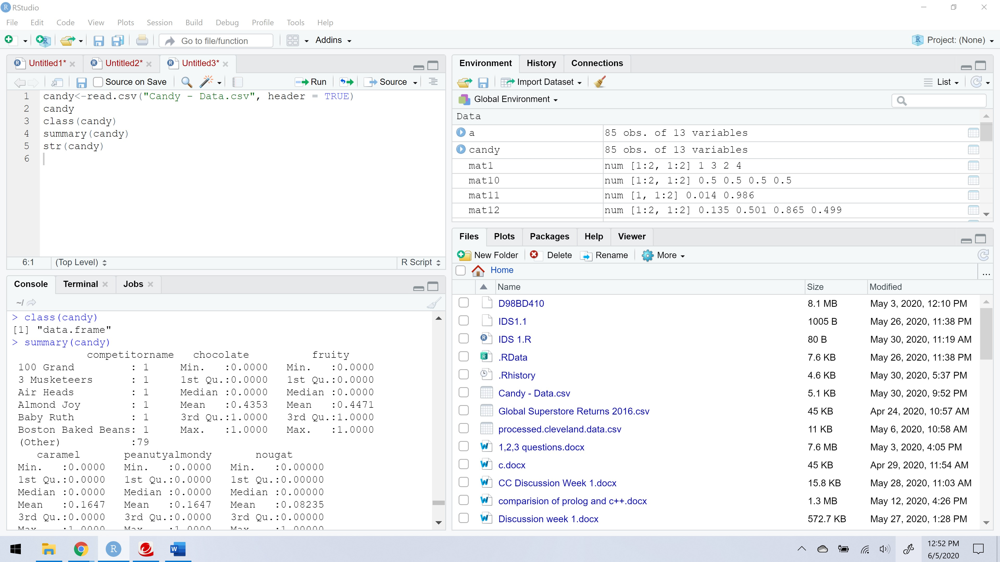 RStudio
File Edit Code View Plots Session Build Debug Profile Tools Help
Go to file/function Addins Project: (None)
Untitled1* Untitled2* Untitled3*
Source on Save Run Source
1 candy<-read.csv("Candy - Data.csv", header = TRUE)
2 candy
3 class(candy)
4 summary(candy)
5 str(candy)
6
6:1 (Top Level) R Script
Console Terminal Jobs
~/
> class(candy)
[1] "data.frame"
> summary(candy)
competitorname chocolate fruity
100 Grand : 1 Min. :0.0000 Min. :0.0000
3 Musketeers : 1 1st Qu.:0.0000 1st Qu.:0.0000
Air Heads : 1 Median :0.0000 Median :0.0000
Almond Joy : 1 Mean :0.4353 Mean :0.4471
Baby Ruth : 1 3rd Qu.:1.0000 3rd Qu.:1.0000
Boston Baked Beans: 1 Max. :1.0000 Max. :1.0000
(Other) :79
caramel peanutyalmondy nougat
Min. :0.0000 Min. :0.0000 Min. :0.00000
1st Qu.:0.0000 1st Qu.:0.0000 1st Qu.:0.00000
Median :0.0000 Median :0.0000 Median :0.00000
Mean :0.1647 Mean :0.1647 Mean :0.08235
3rd Qu.:0.0000 3rd Qu.:0.0000 3rd Qu.:0.00000
Max. :1.0000 Max. :1.0000 Max. :1.00000
Environment History Connections
Import Dataset List
Global Environment
Data
a 85 obs. of 13 variables
candy 85 obs. of 13 variables
mat1 num [1:2, 1:2] 1 3 2 4
mat10 num [1:2, 1:2] 0.5 0.5 0.5 0.5
mat11 num [1, 1:2] 0.014 0.986
mat12 num [1:2, 1:2] 0.135 0.501 0.865 0.499
Files Plots Packages Help Viewer
New Folder Delete Rename More
Home ...
Name Size Modified
D98BD410 8.1 MB May 3, 2020, 12:10 PM
IDS1.1 1005 B May 26, 2020, 11:38 PM
IDS 1.R 80 B May 30, 2020, 11:19 AM
.RData 7.6 KB May 26, 2020, 11:38 PM
.Rhistory 4.6 KB May 30, 2020, 5:37 PM
Candy - Data.csv 5.1 KB May 30, 2020, 9:52 PM
Global Superstore Returns 2016.csv 45 KB Apr 24, 2020, 10:57 AM
processed.cleveland.data.csv 11 KB May 6, 2020, 10:58 AM
1,2,3 questions.docx 7.6 MB May 3, 2020, 4:05 PM
c.docx 45 KB Apr 29, 2020, 11:54 AM
CC Discussion Week 1.docx 15.8 KB May 28, 2020, 11:03 AM
comparision of prolog and c++.docx 1.3 MB May 12, 2020, 4:26 PM
Discussion week 1.docx 572.7 KB May 27, 2020, 1:28 PM
12:52 PM
6/5/2020